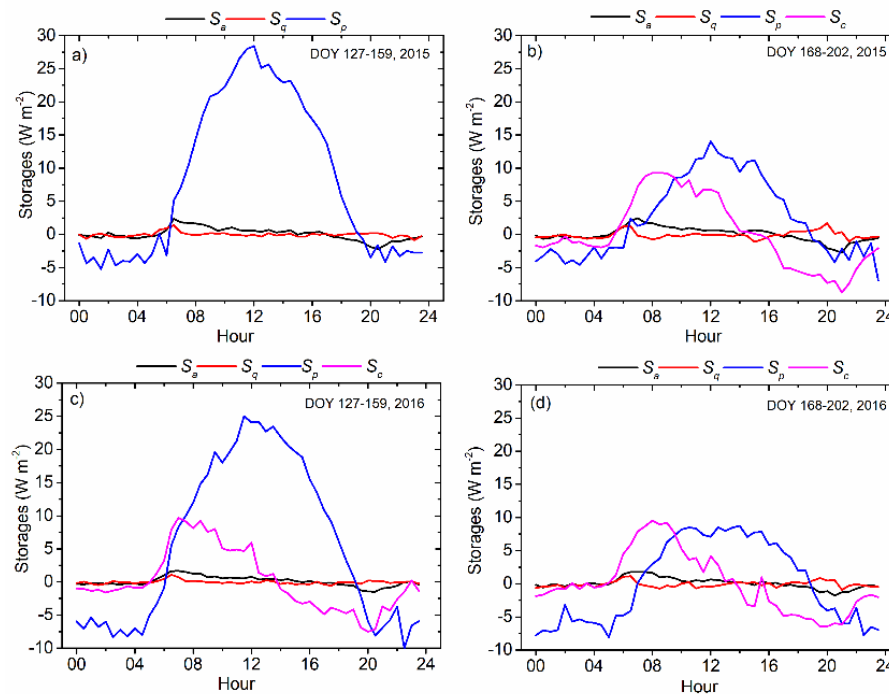 Sa Sq Sp
a) DOY 127-159, 2015
Storages (W m-2)
30
25
20
15
10
5
0
-5
-10
00 04 08 12 16 20 24
Hour
Sa Sq Sp Sc
b) DOY 168-202, 2015
Storages (W m-2)
30
25
20
15
10
5
0
-5
-10
00 04 08 12 16 20 24
Hour
Sa Sq Sp Sc
c) DOY 127-159, 2016
Storages (W m-2)
30
25
20
15
10
5
0
-5
-10
00 04 08 12 16 20 24
Hour
Sa Sq Sp Sc
(d) DOY 168-202, 2016
Storages (W m-2)
30
25
20
15
10
5
0
-5
-10
00 04 08 12 16 20 24
Hour